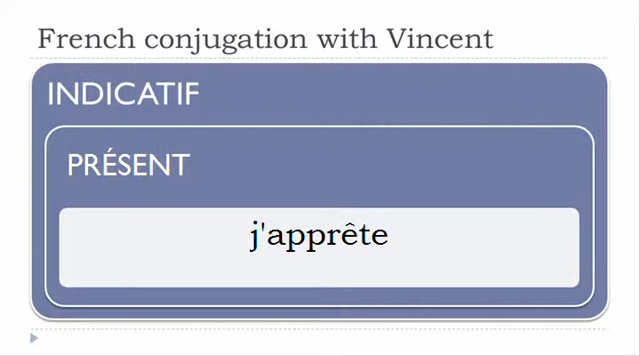 French conjugation with Vincent
INDICATIF
PRÉSENT
j'apprête